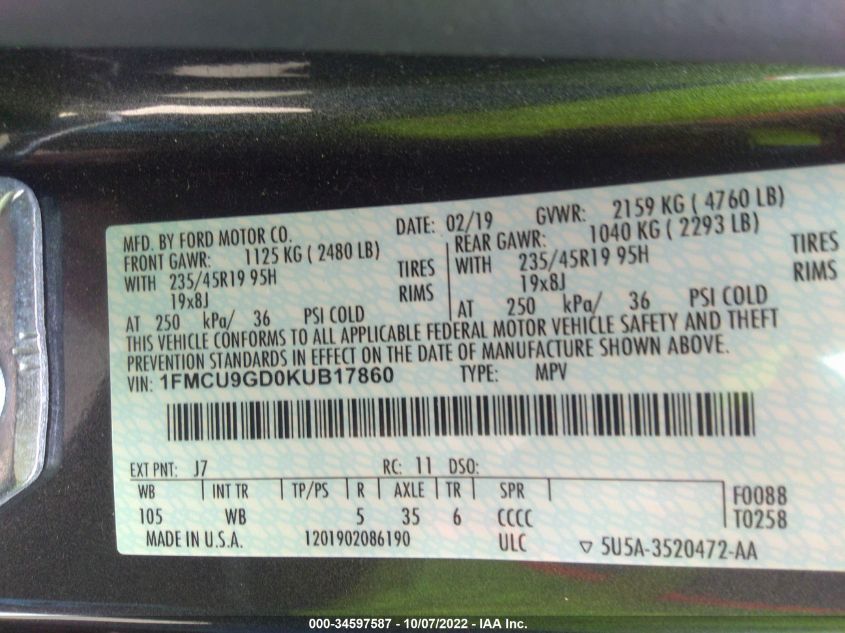 MFD. BY FORD MOTOR CO. DATE: 02/19 GVWR: 2159 KG ( 4760 LB)
FRONT GAWR: 1125 KG ( 2480 LB) REAR GAWR: 1040 KG ( 2293 LB)
WITH 235/45R19 95H TIRES WITH 235/45R19 95H TIRES
19x8J RIMS 19x8J RIMS
AT 250 kPa/ 36 PSI COLD AT 250 kPa/ 36 PSI COLD
THIS VEHICLE CONFORMS TO ALL APPLICABLE FEDERAL MOTOR VEHICLE SAFETY AND THEFT
PREVENTION STANDARDS IN EFFECT ON THE DATE OF MANUFACTURE SHOWN ABOVE.
VIN: 1FMCU9GD0KUB17860 TYPE: MPV
EXT PNT: J7 RC: 11 DSO:
WB INT TR TP/PS R AXLE TR SPR F0088
105 WB 5 35 6 CCCC T0258
MADE IN U.S.A. 1201902086190 ULC ▽ 5U5A-3520472-AA
000-34597587 - 10/07/2022 - IAA Inc.